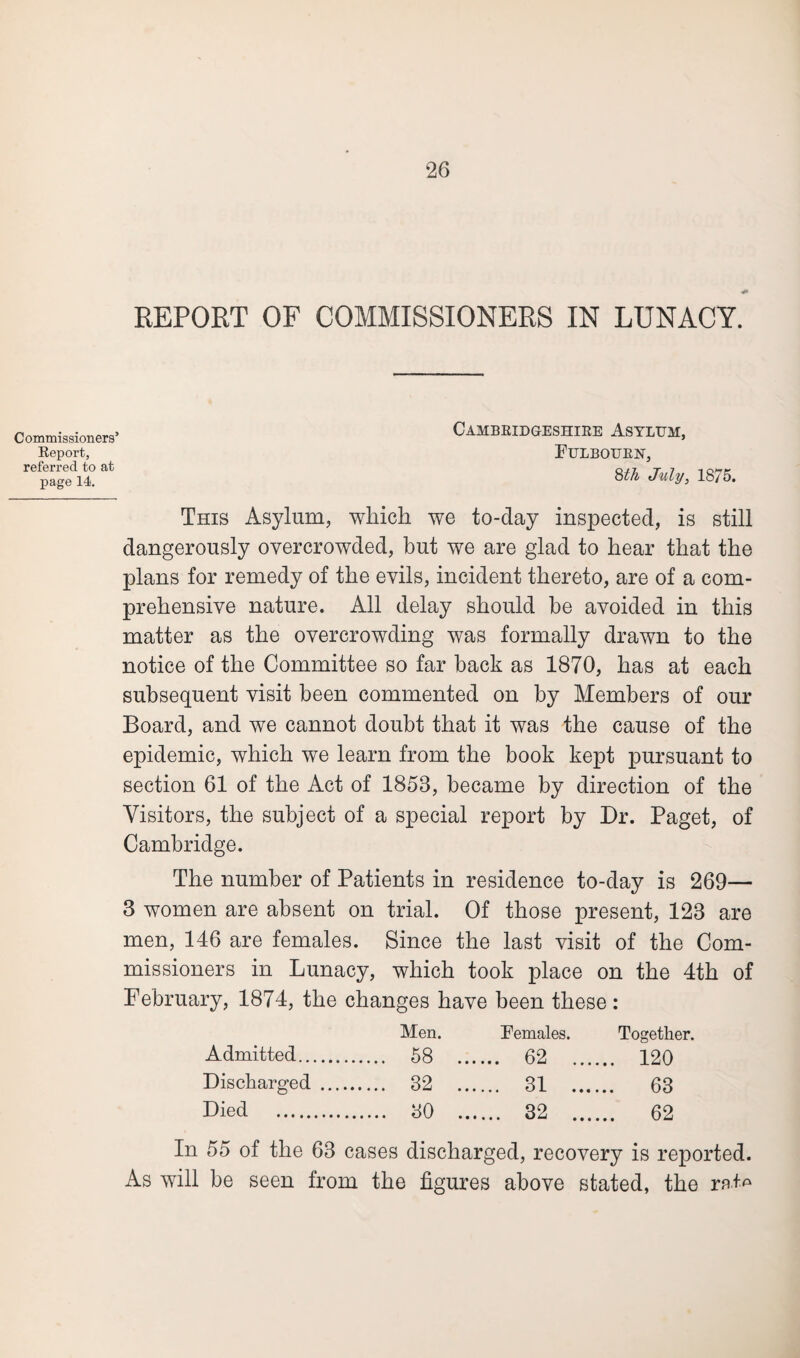 26
REPORT OF COMMISSIONERS IN LUNACY.
Commissioners’
Report,
referred to at
page 14.
Cambridgeshire Asylum,
Fulbourn,
8th July, 1875.
This Asylum, which we to-day inspected, is still
dangerously overcrowded, but we are glad to hear that the
plans for remedy of the evils, incident thereto, are of a com-
prehensive nature. All delay should be avoided in this
matter as the overcrowding was formally drawn to the
notice of the Committee so far back as 1870, has at each
subsequent visit been commented on by Members of our
Board, and we cannot doubt that it was the cause of the
epidemic, which we learn from the book kept pursuant to
section 61 of the Act of 1853, became by direction of the
Visitors, the subject of a special report by Dr. Paget, of
Cambridge.
The number of Patients in residence to-day is 269—
3 women are absent on trial. Of those present, 123 are
men, 146 are females. Since the last visit of the Com-
missioners in Lunacy, which took place on the 4th of
February, 1874, the changes have been these :
Men. Females. Together.
Admitted............ 58 ...... 62 ...... 120
Discharged ......... 32 ...... 31 ...... 63
Died ............... 30 ...... 32 ...... 62
In 55 of the 63 cases discharged, recovery is reported.
As will be seen from the figures above stated, the rate